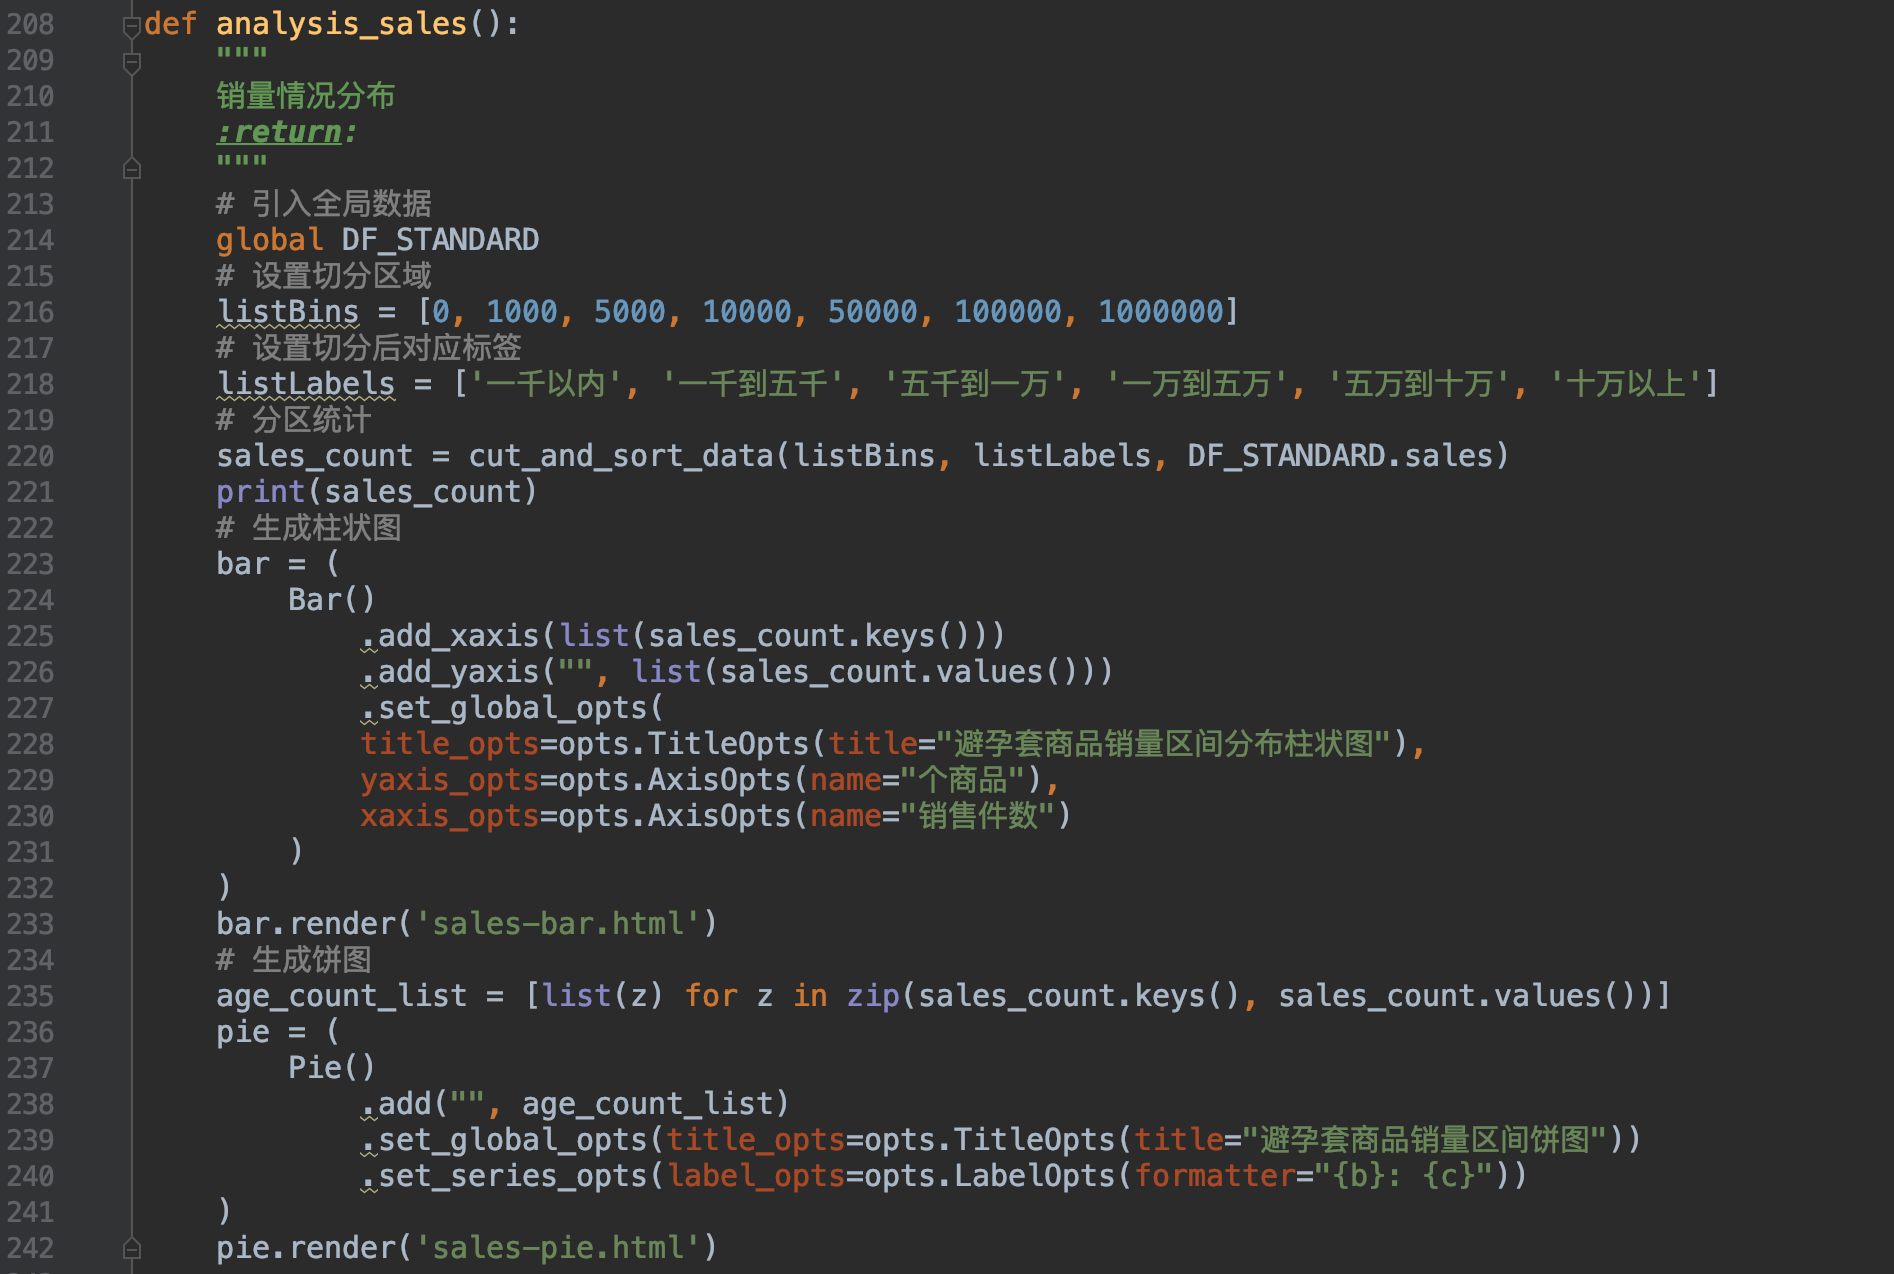 208 def analysis_sales():
209 """
210 销量情况分布
211 :return:
212 """
213 # 引入全局数据
214 global DF_STANDARD
215 # 设置切分区域
216 listBins = [0, 1000, 5000, 10000, 50000, 100000, 1000000]
217 # 设置切分后对应标签
218 listLabels = ['一千以内', '一千到五千', '五千到一万', '一万到五万', '五万到十万', '十万以上']
219 # 分区统计
220 sales_count = cut_and_sort_data(listBins, listLabels, DF_STANDARD.sales)
221 print(sales_count)
222 # 生成柱状图
223 bar = (
224 Bar()
225 .add_xaxis(list(sales_count.keys()))
226 .add_yaxis("", list(sales_count.values()))
227 .set_global_opts(
228 title_opts=opts.TitleOpts(title="避孕套商品销量区间分布柱状图"),
229 yaxis_opts=opts.AxisOpts(name="个商品"),
230 xaxis_opts=opts.AxisOpts(name="销售件数")
231 )
232 )
233 bar.render('sales-bar.html')
234 # 生成饼图
235 age_count_list = [list(z) for z in zip(sales_count.keys(), sales_count.values())]
236 pie = (
237 Pie()
238 .add("", age_count_list)
239 .set_global_opts(title_opts=opts.TitleOpts(title="避孕套商品销量区间饼图"))
240 .set_series_opts(label_opts=opts.LabelOpts(formatter="{b}: {c}"))
241 )
242 pie.render('sales-pie.html')